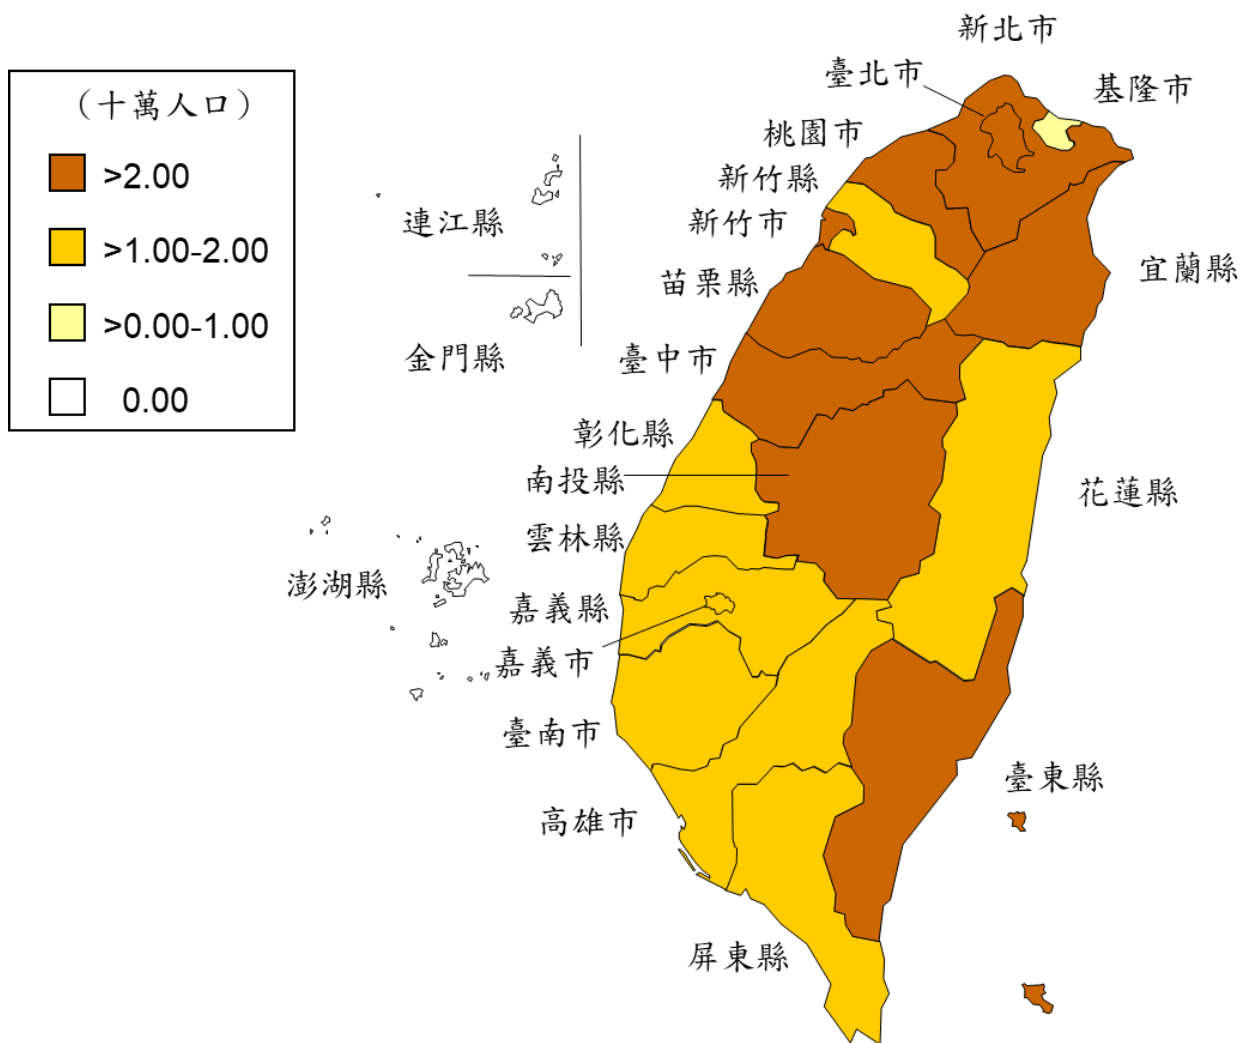 新北市
臺北市
基隆市
（十萬人口）
桃園市
>2.00
新竹縣
連江縣
新竹市
>1.00-2.00
宜蘭縣
苗栗縣
>0.00-1.00
金門縣
臺中市
0.00
彰化縣
南投縣
花蓮縣
雲林縣
澎湖縣
嘉義縣
嘉義市
臺南市
臺東縣
高雄市
屏東縣